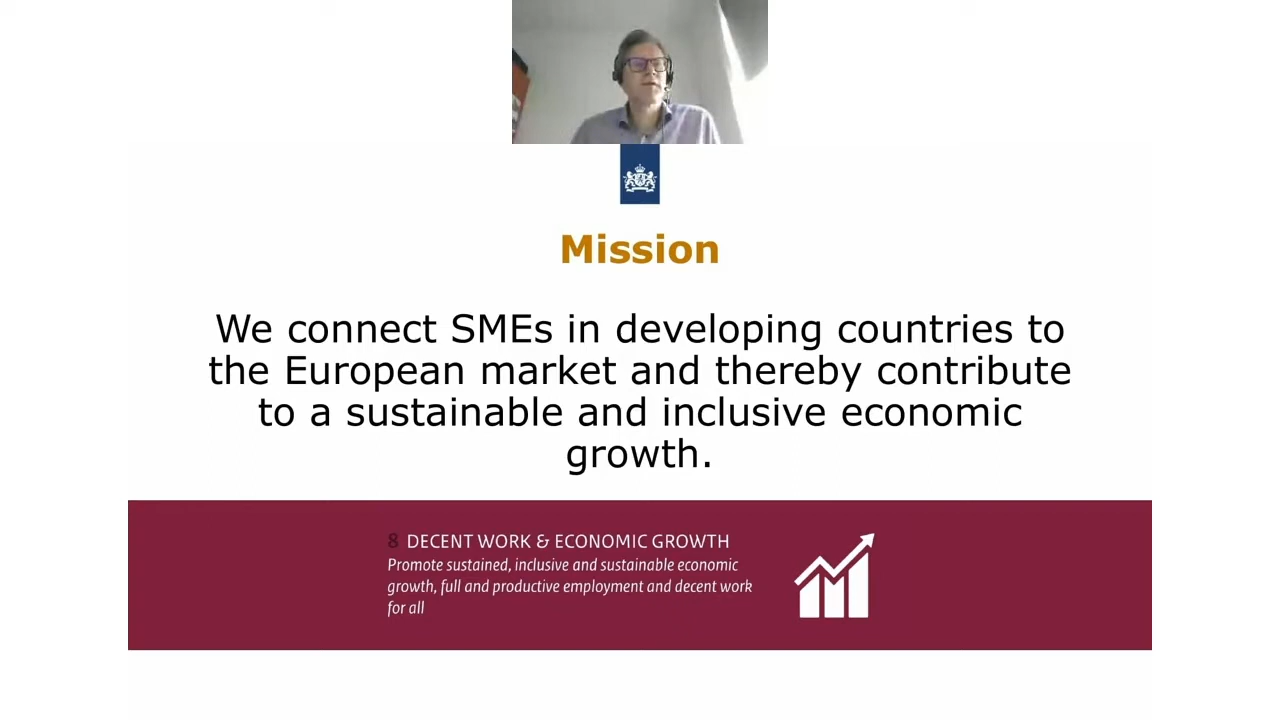 Mission
We connect SMEs in developing countries to
the European market and thereby contribute
to a sustainable and inclusive economic
growth.
8 DECENT WORK & ECONOMIC GROWTH
Promote sustained, inclusive and sustainable economic
growth, full and productive employment and decent work
for all